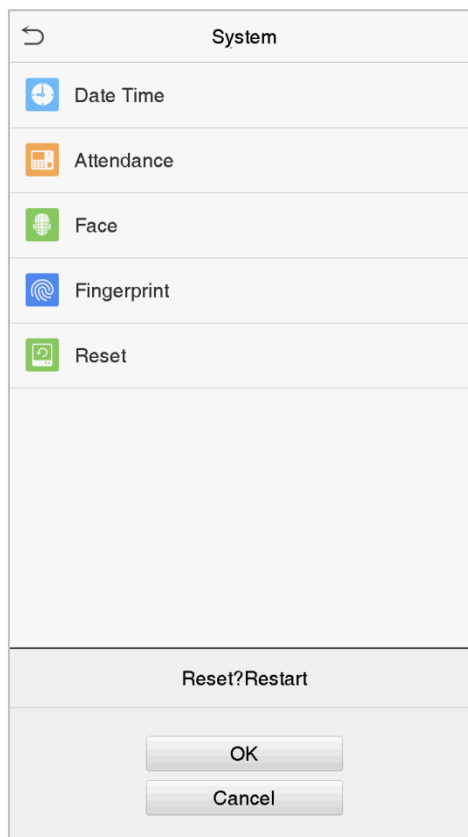 System
Date Time
Attendance
Face
Fingerprint
Reset
Reset?Restart
OK
Cancel